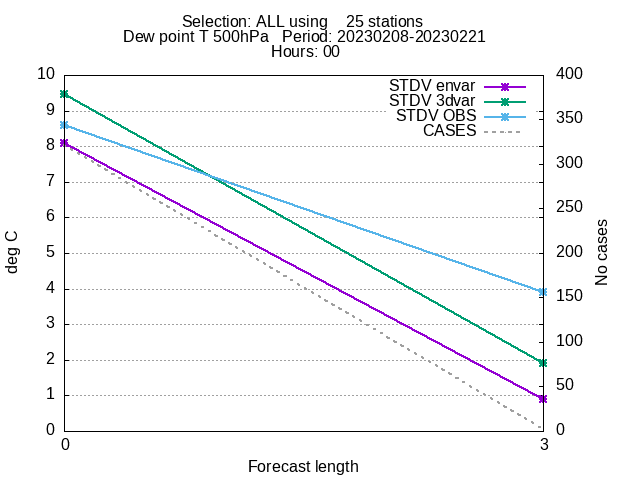 Selection: ALL using    25 stations
Dew point T 500hPa   Period: 20230208-20230221
Hours: 00
10
9
8
7
6
5
4
3
2
1
0
deg C
400
350
300
250
200
150
100
50
0
No cases
STDV envar
STDV 3dvar
STDV OBS
CASES
0
3
Forecast length